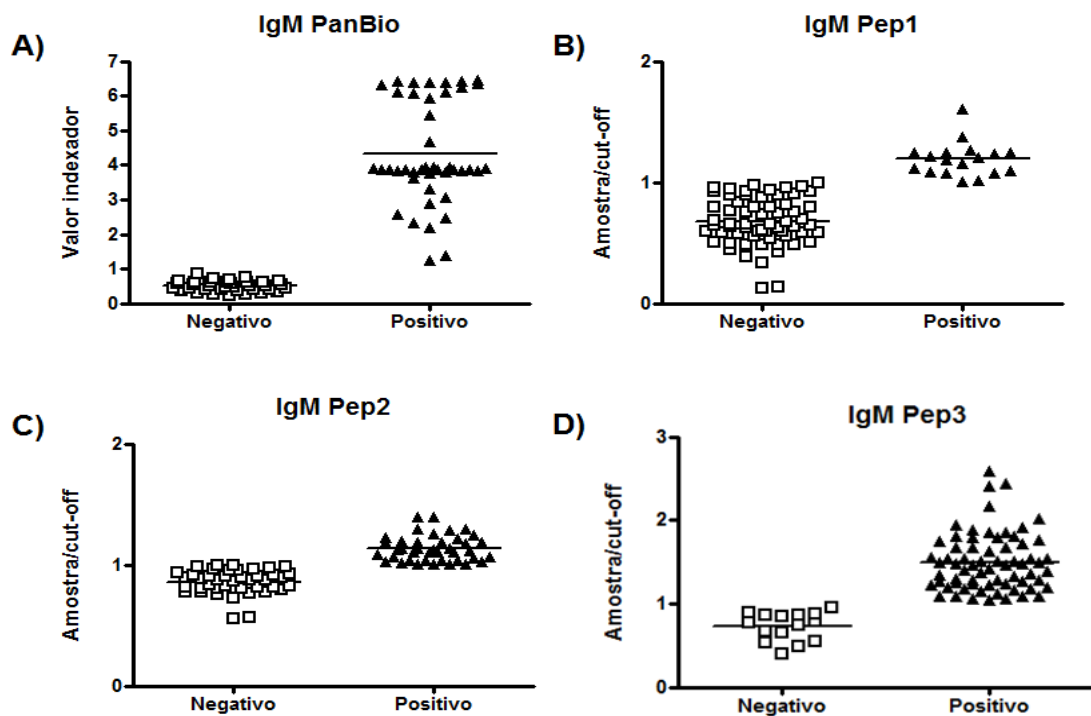 A)
IgM PanBio
Valor indexador
7
6
5
4
3
2
1
0
Negativo
Positivo
B)
IgM Pep1
Amostra/cut-off
2
1
0
Negativo
Positivo
C)
IgM Pep2
Amostra/cut-off
2
1
0
Negativo
Positivo
D)
IgM Pep3
Amostra/cut-off
3
2
1
0
Negativo
Positivo